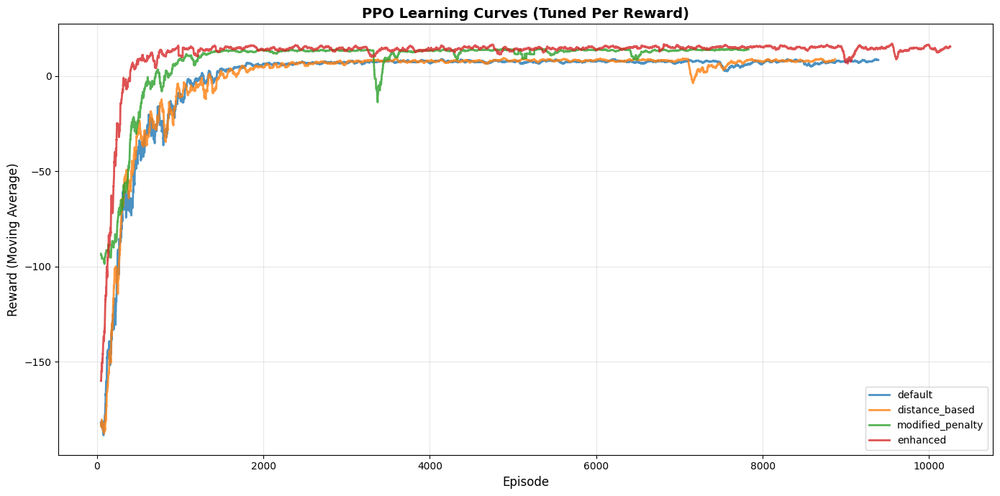 PPO Learning Curves (Tuned Per Reward)
Reward (Moving Average)
0
−50
−100
−150
0
2000
4000
6000
8000
10000
Episode
default
distance_based
modified_penalty
enhanced